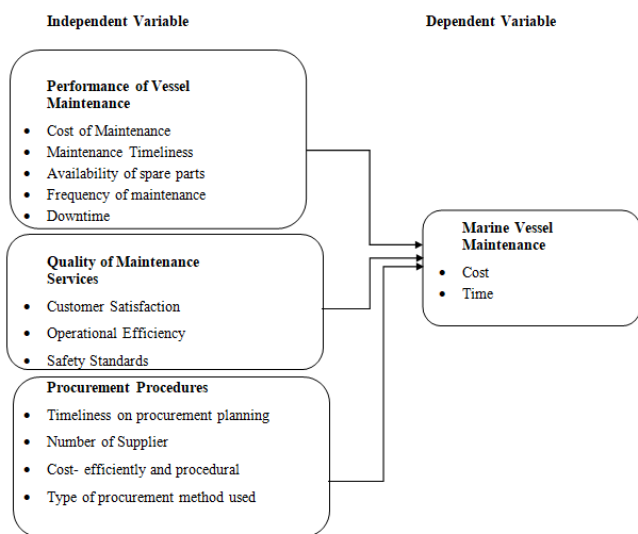 Independent Variable
Dependent Variable
Performance of Vessel
Maintenance
• Cost of Maintenance
• Maintenance Timeliness
• Availability of spare parts
• Frequency of maintenance
• Downtime
Quality of Maintenance
Services
• Customer Satisfaction
• Operational Efficiency
• Safety Standards
Procurement Procedures
• Timeliness on procurement planning
• Number of Supplier
• Cost- efficiently and procedural
• Type of procurement method used
Marine Vessel
Maintenance
• Cost
• Time